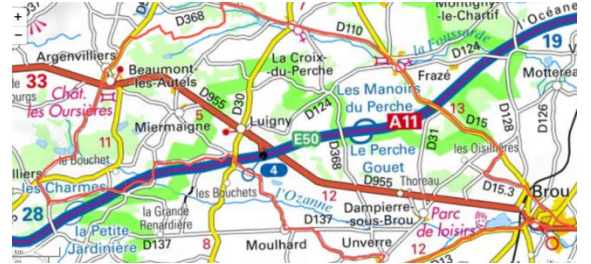 +
−
D368
D110
Montigny
-le-Chartif
l'Océane
Argenvilliers
La Croix-
-du-Perche
la Foussarde
D124
19
33
Beaumont-
les-Autels
Frazé
Mottereau
Chât.
les Oursières
D955
D30
Les Manoirs
du Perche
13
D15
D128
D126
Miermaigne
5
Luigny
D124
A11
E50
D31
11
le Bouchet
D368
Le Perche
Gouet
les Oisillières
les Charmes
4
D955
Thoreau
D15.3
Brou
28
les Bouchets
l'Ozanne
12
la Grande
Renardière
Dampierre-
sous-Brou
Parc
de loisirs
la Petite
Jardinière
D137
D137
8
Moulhard
Unverre
12
D13